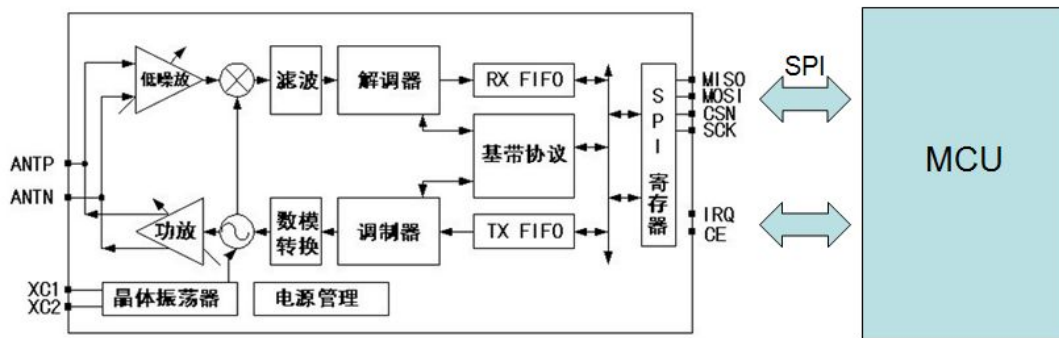 低噪放
滤波
解调器
RX FIFO
SPI 寄存器
MISO
MOSI
CSN
SCK
SPI
MCU
基带协议
ANTP
ANTN
功放
数模
转换
调制器
TX FIFO
IRQ
CE
XC1
XC2
晶体振荡器
电源管理